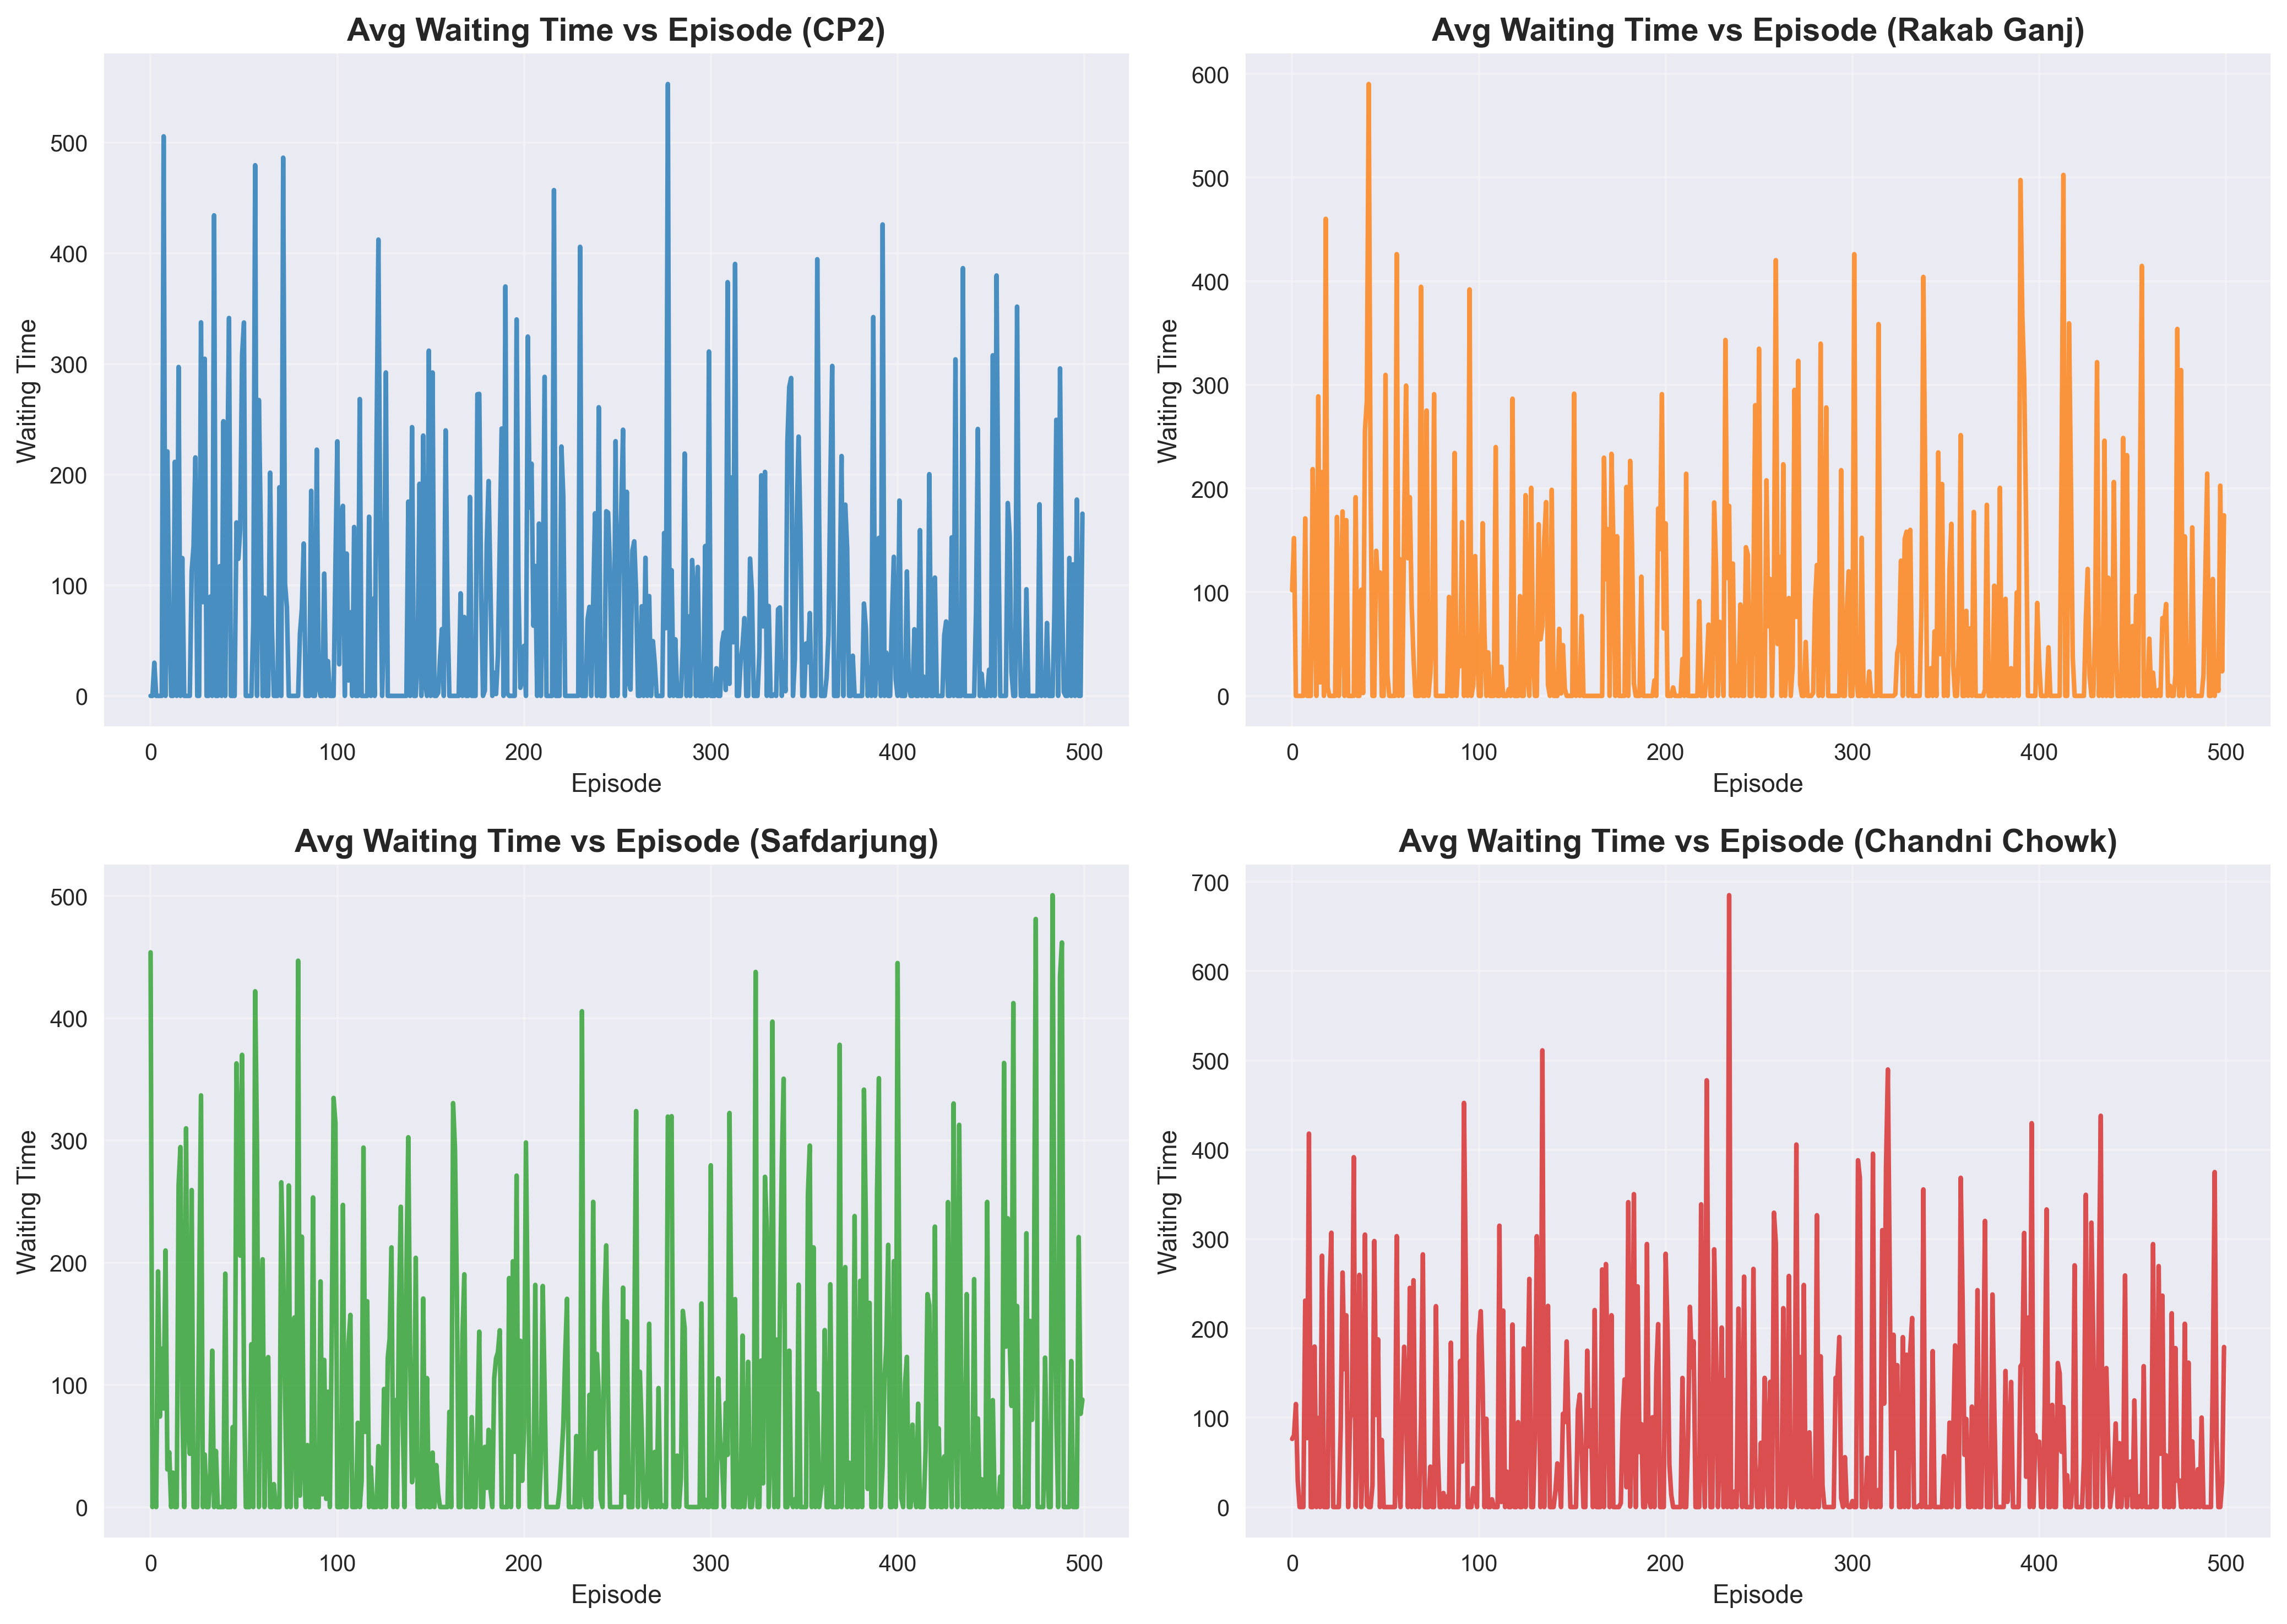 Avg Waiting Time vs Episode (CP2)
Waiting Time
500
400
300
200
100
0
0 100 200 300 400 500
Episode
Avg Waiting Time vs Episode (Rakab Ganj)
Waiting Time
600
500
400
300
200
100
0
0 100 200 300 400 500
Episode
Avg Waiting Time vs Episode (Safdarjung)
Waiting Time
500
400
300
200
100
0
0 100 200 300 400 500
Episode
Avg Waiting Time vs Episode (Chandni Chowk)
Waiting Time
700
600
500
400
300
200
100
0
0 100 200 300 400 500
Episode